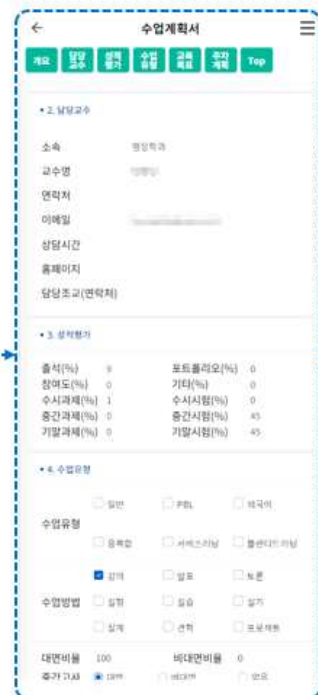 수업계획서
개요 담당교수 성적평가 수업유형 교육목표 주차계획 Top
• 2. 담당교수
소속
교수명
연락처
이메일
상담시간
홈페이지
담당조교(연락처)
• 3. 성적평가
출석(%) 9 포트폴리오(%) 0
참여도(%) 0 기타(%) 0
수시과제(%) 1 수시시험(%) 0
중간과제(%) 0 중간시험(%) 45
기말과제(%) 0 기말시험(%) 45
• 4. 수업유형
일반 PBL 외국어
수업유형
융복합 서비스러닝 블렌디드러닝
강의 발표 토론
수업방법 실험 실습 실기
설계 견학 프로젝트
대면비율 100 비대면비율 0
중간고사 대면 비대면 없음